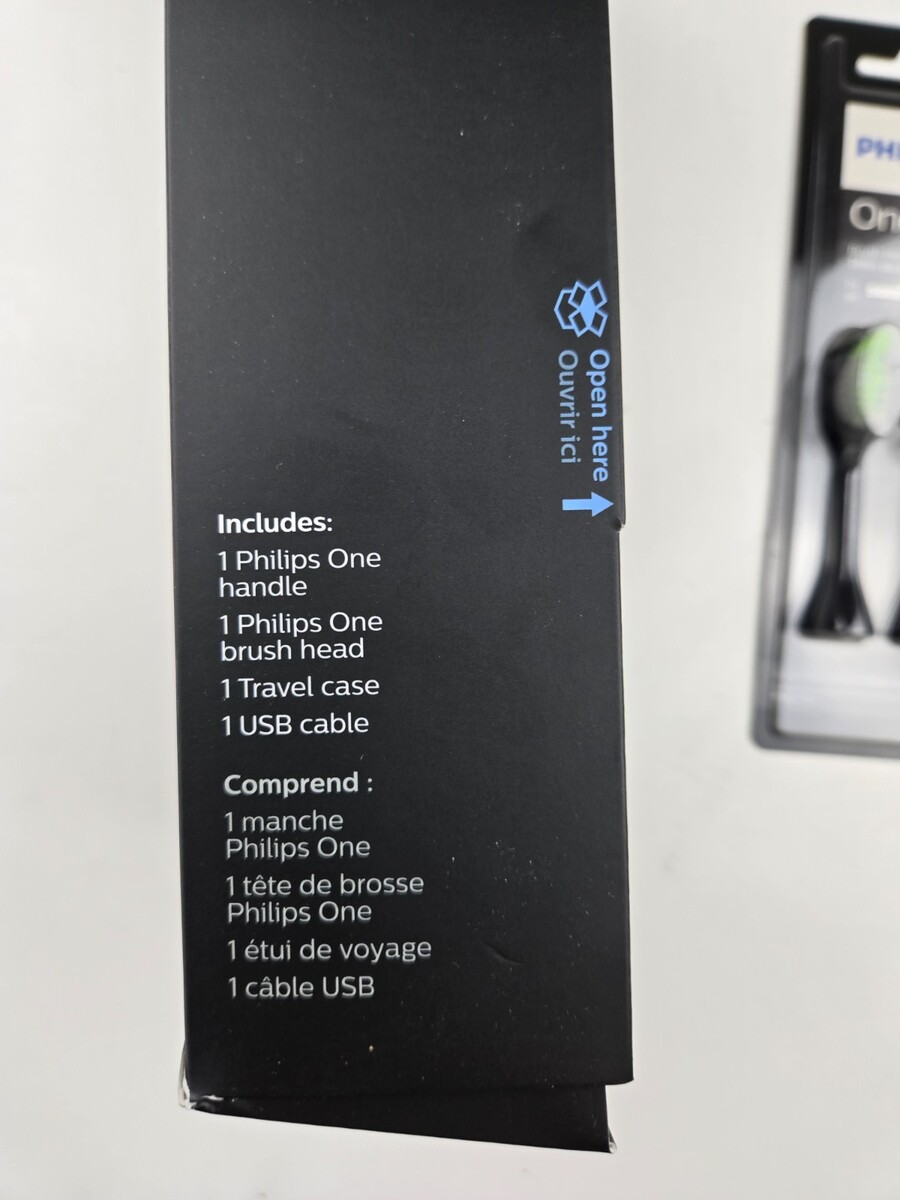 Open here
Ouvrir ici
Includes:
1 Philips One
handle
1 Philips One
brush head
1 Travel case
1 USB cable
Comprend :
1 manche
Philips One
1 tête de brosse
Philips One
1 étui de voyage
1 câble USB